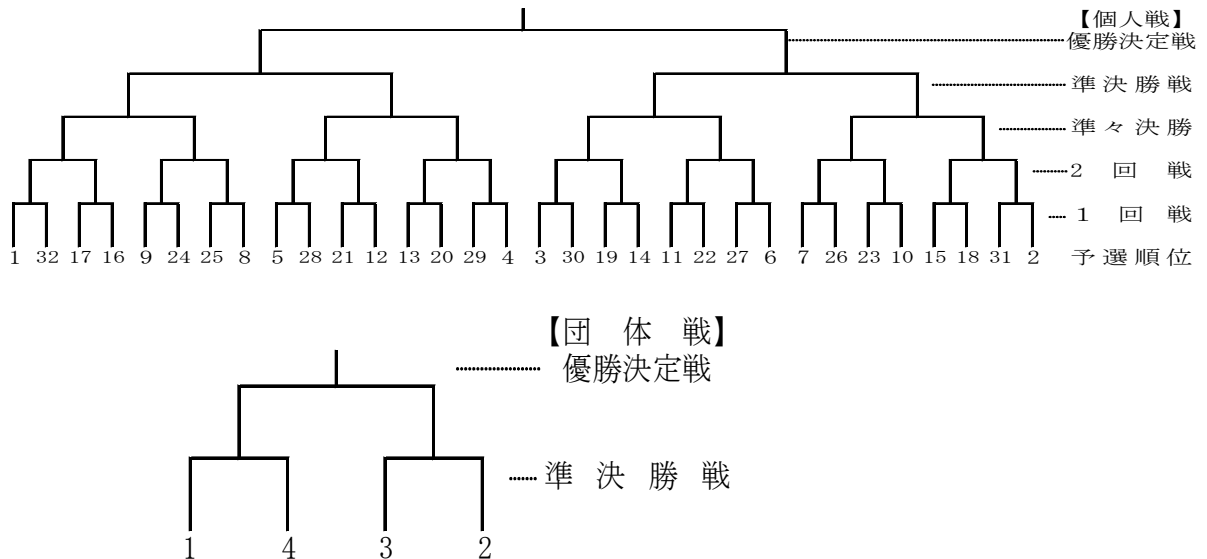 【個人戦】
優勝決定戦
準決勝戦
準々決勝
2 回 戦
1 回 戦
1 32 17 16 9 24 25 8 5 28 21 12 13 20 29 4 3 30 19 14 11 22 27 6 7 26 23 10 15 18 31 2 予選順位
【団 体 戦】
優勝決定戦
準 決 勝 戦
1 4 3 2